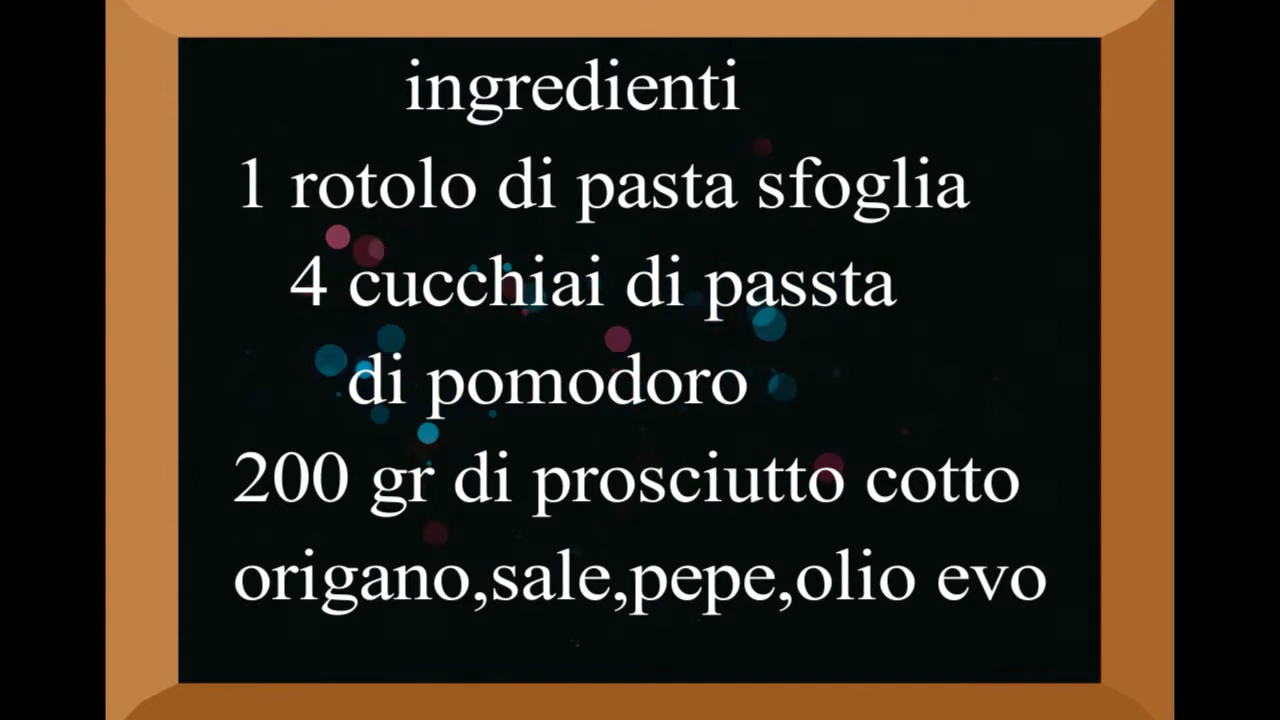 ingredienti
1 rotolo di pasta sfoglia
4 cucchiai di passta
di pomodoro
200 gr di prosciutto cotto
origano,sale,pepe,olio evo